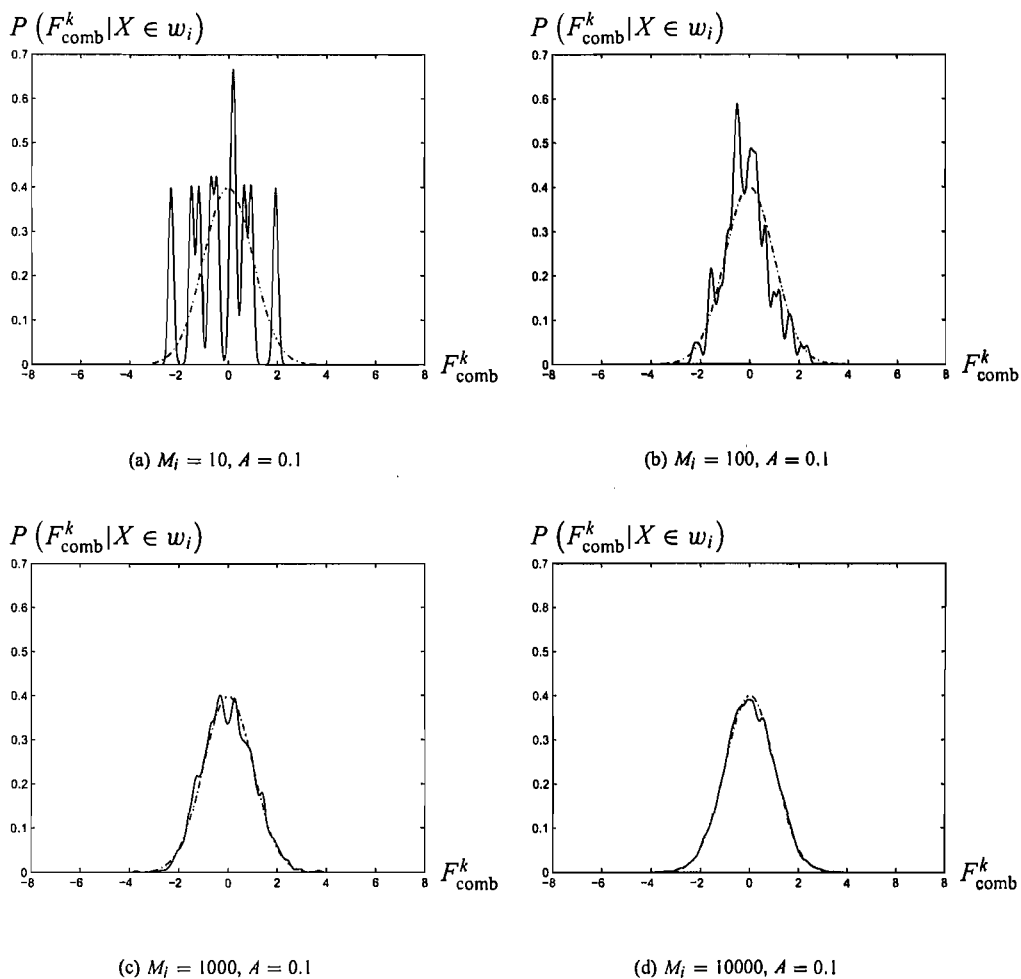 P (F^k_comb|X ∈ w_i)
0.7
0.6
0.5
0.4
0.3
0.2
0.1
0
-8 -6 -4 -2 0 2 4 6 8
F^k_comb
(a) M_i = 10, A = 0.1
P (F^k_comb|X ∈ w_i)
0.7
0.6
0.5
0.4
0.3
0.2
0.1
0
-8 -6 -4 -2 0 2 4 6 8
F^k_comb
(b) M_i = 100, A = 0.1
P (F^k_comb|X ∈ w_i)
0.7
0.6
0.5
0.4
0.3
0.2
0.1
0
-8 -6 -4 -2 0 2 4 6 8
F^k_comb
(c) M_i = 1000, A = 0.1
P (F^k_comb|X ∈ w_i)
0.7
0.8
0.5
0.4
0.3
0.2
0.1
0
-8 -6 -4 -2 0 2 4 6 8
F^k_comb
(d) M_i = 10000, A = 0.1